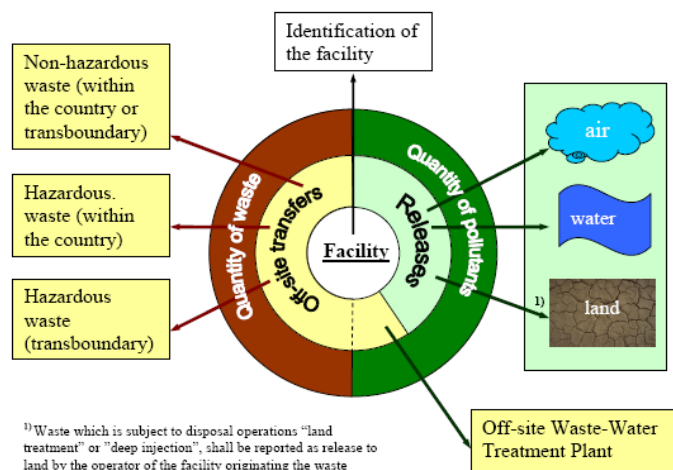 Identification of
the facility
Non-hazardous
waste (within
the country or
transboundary)
Hazardous.
waste (within
the country)
Hazardous
waste
(transboundary)
Quantity of waste
Off-site transfers
Facility
Releases
Quantity of pollutants
air
water
1)
land
Off-site Waste-Water
Treatment Plant
1) Waste which is subject to disposal operations “land
treatment” or ”deep injection”, shall be reported as release to
land by the operator of the facility originating the waste